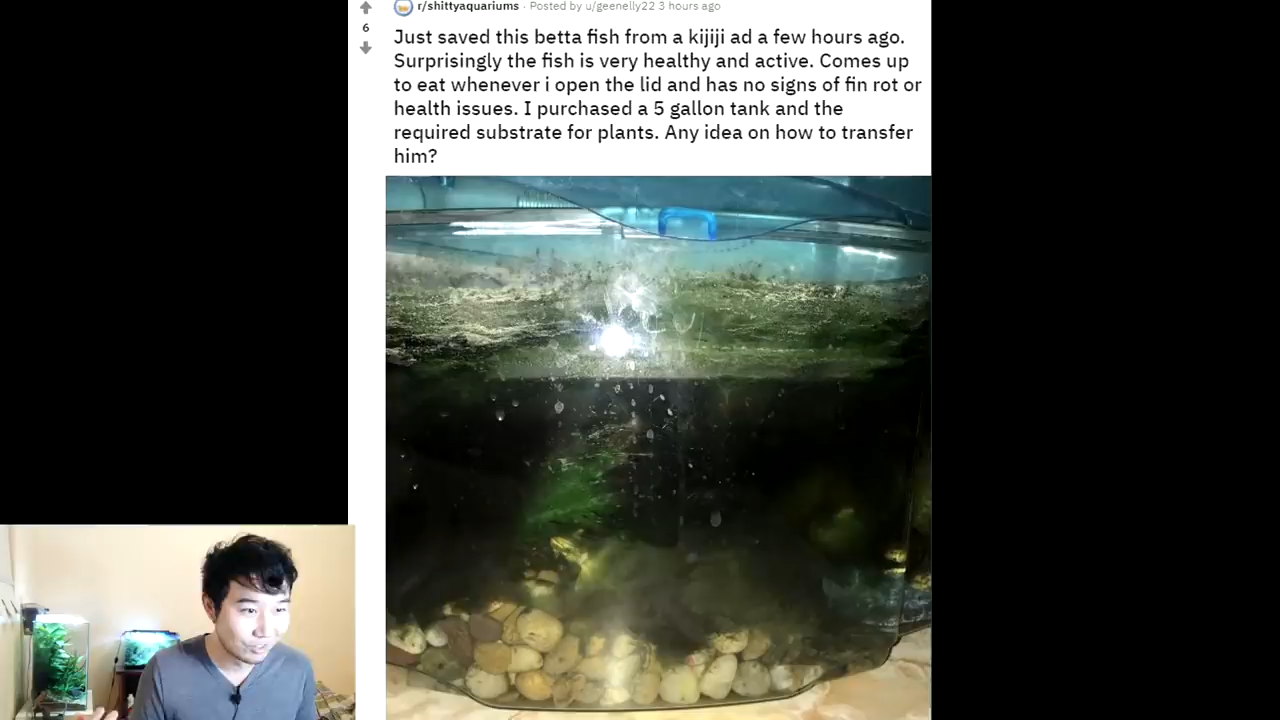 r/shittyaquariums · Posted by u/geenelly22 3 hours ago
6
Just saved this betta fish from a kijiji ad a few hours ago.
Surprisingly the fish is very healthy and active. Comes up
to eat whenever i open the lid and has no signs of fin rot or
health issues. I purchased a 5 gallon tank and the
required substrate for plants. Any idea on how to transfer
him?